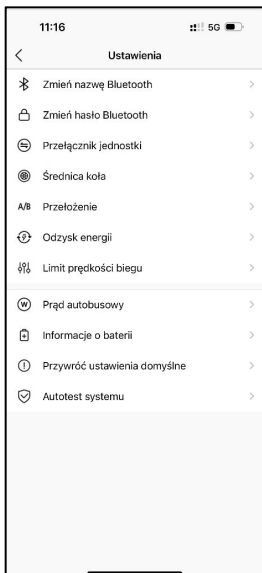 11:16
5G
Ustawienia
Zmień nazwę Bluetooth
Zmień hasło Bluetooth
Przełącznik jednostki
Średnica koła
A/B Przełożenie
Odzysk energii
Limit prędkości biegu
W Prąd autobusowy
Informacje o baterii
Przywróć ustawienia domyślne
Autotest systemu